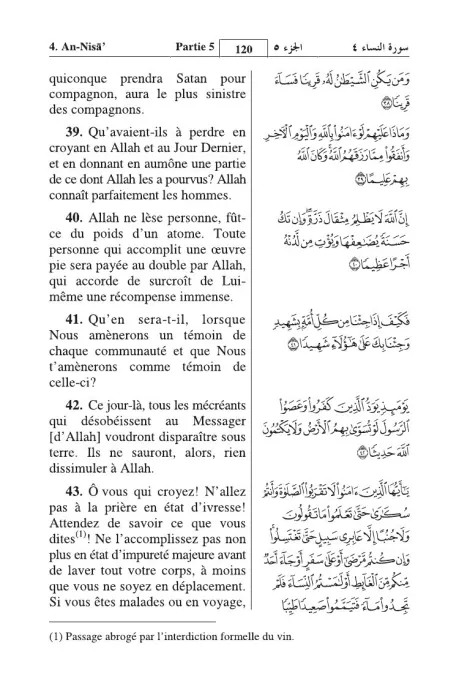 4. An-Nisā’ Partie 5 120 الجزء ٥ سورة النساء ٤
quiconque prendra Satan pour
compagnon, aura le plus sinistre
des compagnons.
39. Qu’avaient-ils à perdre en
croyant en Allah et au Jour Dernier,
et en donnant en aumône une partie
de ce dont Allah les a pourvus? Allah
connaît parfaitement les hommes.
40. Allah ne lèse personne, fût-
ce du poids d’un atome. Toute
personne qui accomplit une œuvre
pie sera payée au double par Allah,
qui accorde de surcroît de Lui-
même une récompense immense.
41. Qu’en sera-t-il, lorsque
Nous amènerons un témoin de
chaque communauté et que Nous
t’amènerons comme témoin de
celle-ci?
42. Ce jour-là, tous les mécréants
qui désobéissent au Messager
[d’Allah] voudront disparaître sous
terre. Ils ne sauront, alors, rien
dissimuler à Allah.
43. Ô vous qui croyez! N’allez
pas à la prière en état d’ivresse!
Attendez de savoir ce que vous
dites(1)! Ne l’accomplissez pas non
plus en état d’impureté majeure avant
de laver tout votre corps, à moins
que vous ne soyez en déplacement.
Si vous êtes malades ou en voyage,
وَمَن يَكُنِ ٱلشَّيْطَٰنُ لَهُۥ قَرِينًا فَسَآءَ
قَرِينًا ٣٨
وَمَاذَا عَلَيْهِمْ لَوْ ءَامَنُوا۟ بِٱللَّهِ وَٱلْيَوْمِ ٱلْءَاخِرِ
وَأَنفَقُوا۟ مِمَّا رَزَقَهُمُ ٱللَّهُ وَكَانَ ٱللَّهُ
بِهِمْ عَلِيمًا ٣٩
إِنَّ ٱللَّهَ لَا يَظْلِمُ مِثْقَالَ ذَرَّةٍ وَإِن تَكُ
حَسَنَةً يُضَٰعِفْهَا وَيُؤْتِ مِن لَّدُنْهُ
أَجْرًا عَظِيمًا ٤٠
فَكَيْفَ إِذَا جِئْنَا مِن كُلِّ أُمَّةٍۭ بِشَهِيدٍ
وَجِئْنَا بِكَ عَلَىٰ هَٰٓؤُلَآءِ شَهِيدًا ٤١
يَوْمَئِذٍ يَوَدُّ ٱلَّذِينَ كَفَرُوا۟ وَعَصَوُا۟
ٱلرَّسُولَ لَوْ تُسَوَّىٰ بِهِمُ ٱلْأَرْضُ وَلَا يَكْتُمُونَ
ٱللَّهَ حَدِيثًا ٤٢
يَٰٓأَيُّهَا ٱلَّذِينَ ءَامَنُوا۟ لَا تَقْرَبُوا۟ ٱلصَّلَوٰةَ وَأَنتُمْ
سُكَٰرَىٰ حَتَّىٰ تَعْلَمُوا۟ مَا تَقُولُونَ
وَلَا جُنُبًا إِلَّا عَابِرِى سَبِيلٍ حَتَّىٰ تَغْتَسِلُوا۟
وَإِن كُنتُم مَّرْضَىٰٓ أَوْ عَلَىٰ سَفَرٍ أَوْ جَآءَ أَحَدٌ
مِّنكُم مِّنَ ٱلْغَآئِطِ أَوْ لَٰمَسْتُمُ ٱلنِّسَآءَ فَلَمْ
تَجِدُوا۟ مَآءً فَتَيَمَّمُوا۟ صَعِيدًا طَيِّبًا
(1) Passage abrogé par l’interdiction formelle du vin.